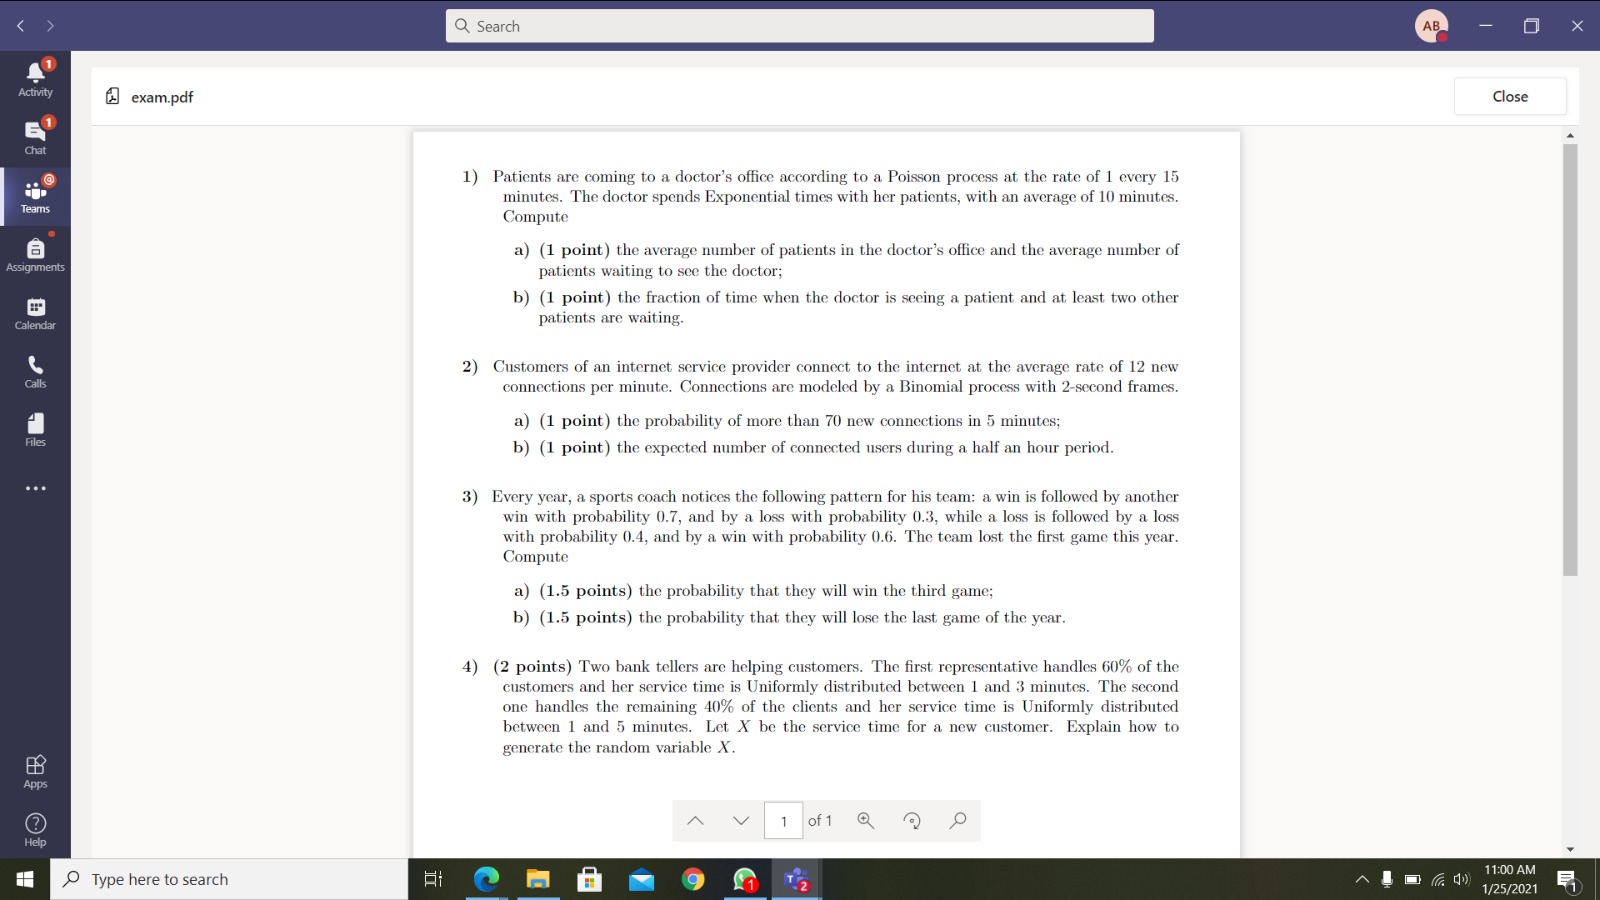 Search
AB
1
Activity
1
Chat
@
Teams
Assignments
Calendar
Calls
Files
Apps
Help
exam.pdf
Close
1) Patients are coming to a doctor's office according to a Poisson process at the rate of 1 every 15
minutes. The doctor spends Exponential times with her patients, with an average of 10 minutes.
Compute
a) (1 point) the average number of patients in the doctor's office and the average number of
patients waiting to see the doctor;
b) (1 point) the fraction of time when the doctor is seeing a patient and at least two other
patients are waiting.
2) Customers of an internet service provider connect to the internet at the average rate of 12 new
connections per minute. Connections are modeled by a Binomial process with 2-second frames.
a) (1 point) the probability of more than 70 new connections in 5 minutes;
b) (1 point) the expected number of connected users during a half an hour period.
3) Every year, a sports coach notices the following pattern for his team: a win is followed by another
win with probability 0.7, and by a loss with probability 0.3, while a loss is followed by a loss
with probability 0.4, and by a win with probability 0.6. The team lost the first game this year.
Compute
a) (1.5 points) the probability that they will win the third game;
b) (1.5 points) the probability that they will lose the last game of the year.
4) (2 points) Two bank tellers are helping customers. The first representative handles 60% of the
customers and her service time is Uniformly distributed between 1 and 3 minutes. The second
one handles the remaining 40% of the clients and her service time is Uniformly distributed
between 1 and 5 minutes. Let X be the service time for a new customer. Explain how to
generate the random variable X.
1 of 1
Type here to search
1
T 2
11:00 AM
1/25/2021
1